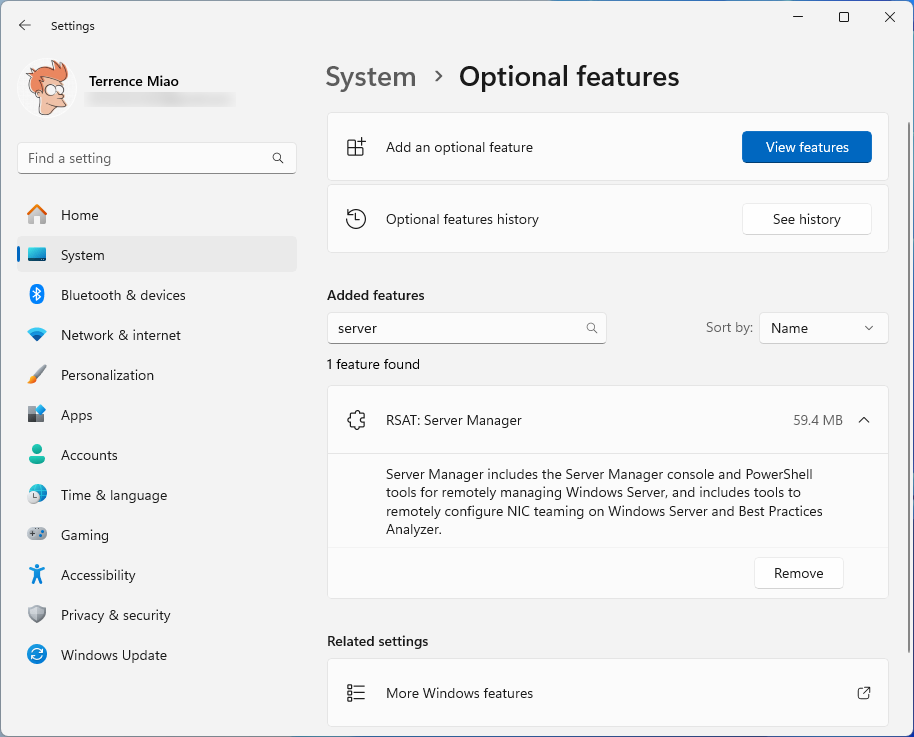 Settings
Terrence Miao
Find a setting
Home
System
Bluetooth & devices
Network & internet
Personalization
Apps
Accounts
Time & language
Gaming
Accessibility
Privacy & security
Windows Update
System > Optional features
Add an optional feature
View features
Optional features history
See history
Added features
server
Sort by:
Name
1 feature found
RSAT: Server Manager
59.4 MB
Server Manager includes the Server Manager console and PowerShell
tools for remotely managing Windows Server, and includes tools to
remotely configure NIC teaming on Windows Server and Best Practices
Analyzer.
Remove
Related settings
More Windows features